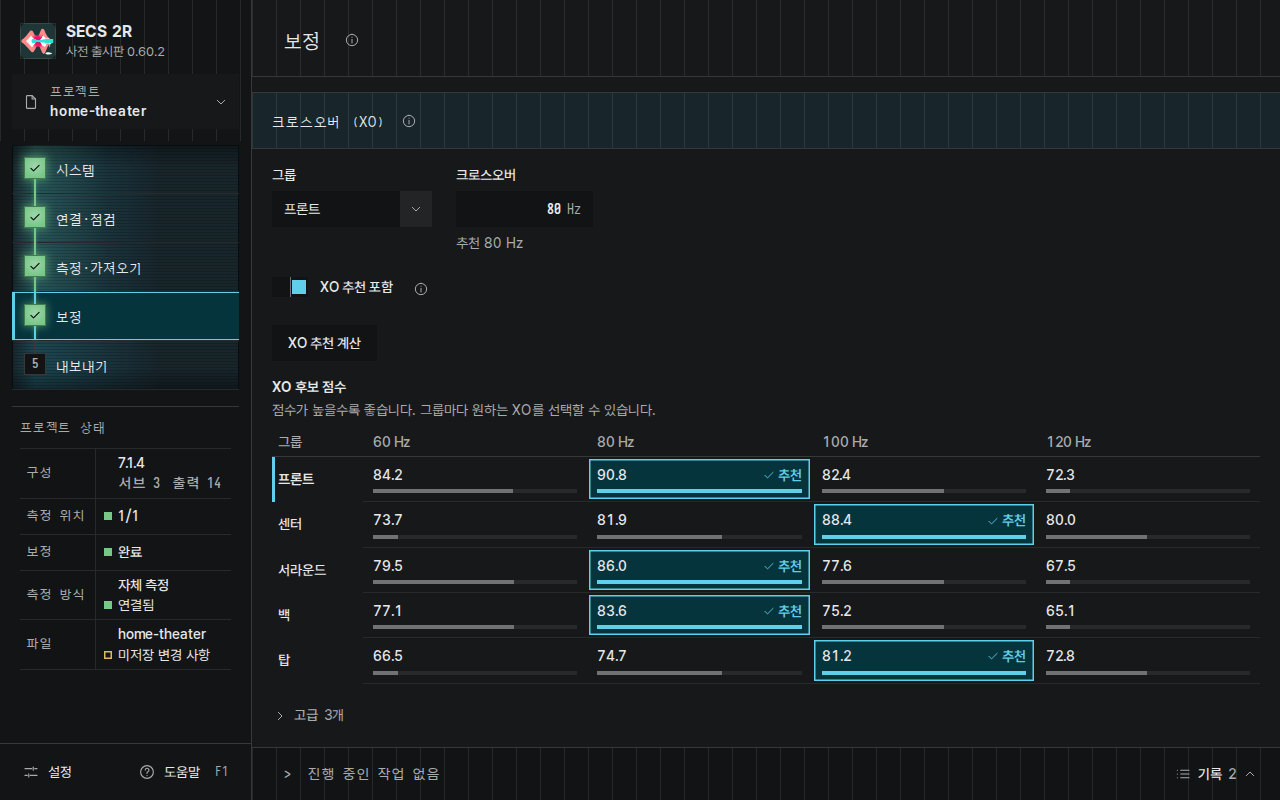 SECS 2R
사전 출시판 0.60.2
프로젝트
home-theater
시스템
연결·점검
측정·가져오기
보정
5 내보내기
프로젝트 상태
구성 7.1.4
서브 3 출력 14
측정 위치 1/1
보정 완료
측정 방식 자체 측정
연결됨
파일 home-theater
미저장 변경 사항
설정 도움말 F1
보정
크로스오버 (XO)
그룹 크로스오버
프론트 80 Hz
추천 80 Hz
XO 추천 포함
XO 추천 계산
XO 후보 점수
점수가 높을수록 좋습니다. 그룹마다 원하는 XO를 선택할 수 있습니다.
그룹 60 Hz 80 Hz 100 Hz 120 Hz
프론트 84.2 90.8 추천 82.4 72.3
센터 73.7 81.9 88.4 추천 80.0
서라운드 79.5 86.0 추천 77.6 67.5
백 77.1 83.6 추천 75.2 65.1
탑 66.5 74.7 81.2 추천 72.8
고급 3개
> 진행 중인 작업 없음 기록 2